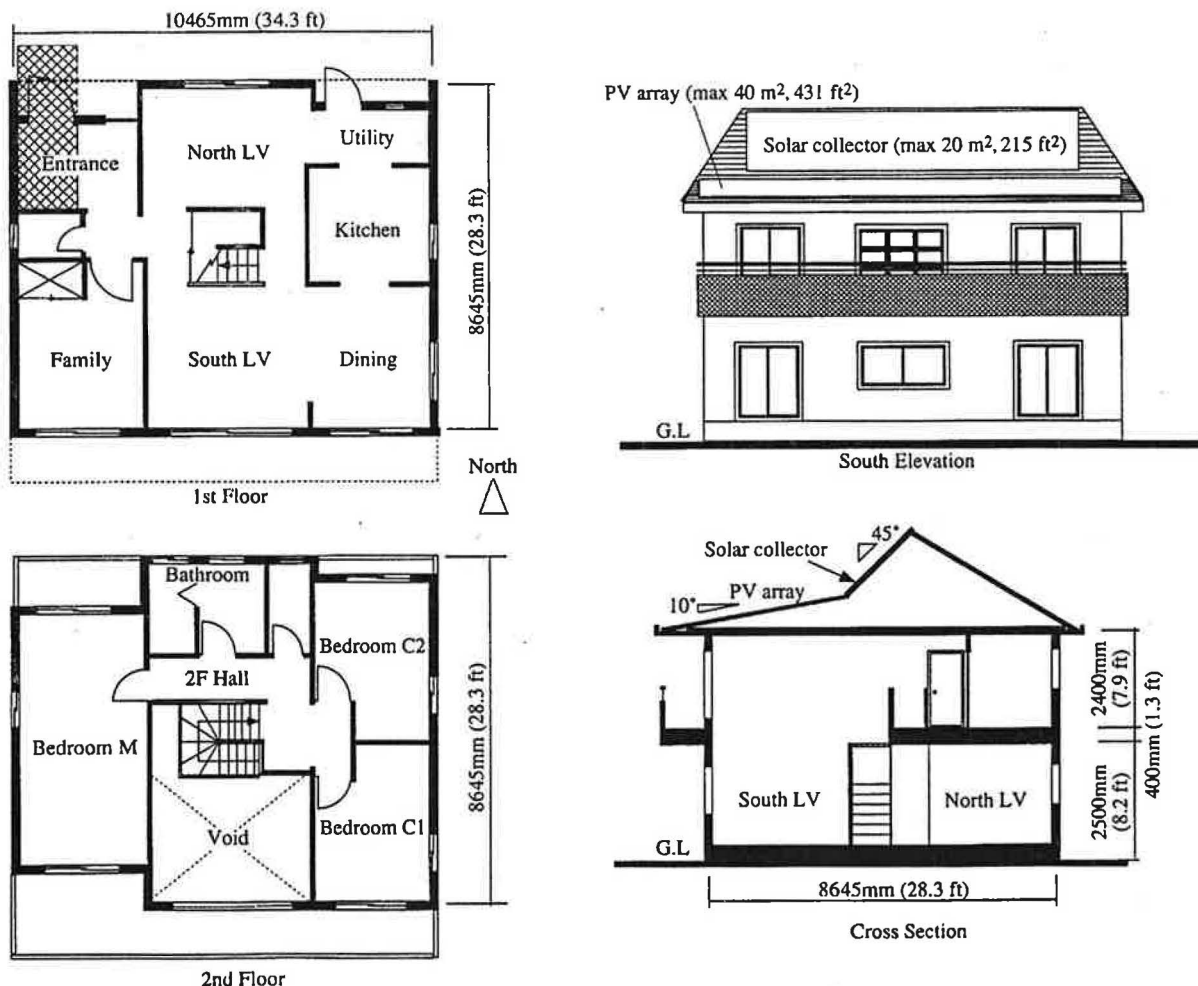 10465mm (34.3 ft)
Entrance
North LV
Utility
Kitchen
Family
South LV
Dining
8645mm (28.3 ft)
1st Floor
North
PV array (max 40 m², 431 ft²)
Solar collector (max 20 m², 215 ft²)
G.L
South Elevation
Bathroom
Bedroom C2
2F Hall
Bedroom M
Void
Bedroom C1
8645mm (28.3 ft)
2nd Floor
45°
Solar collector
PV array
10°
South LV
North LV
2400mm
(7.9 ft)
400mm (1.3 ft)
2500mm
(8.2 ft)
G.L
8645mm (28.3 ft)
Cross Section